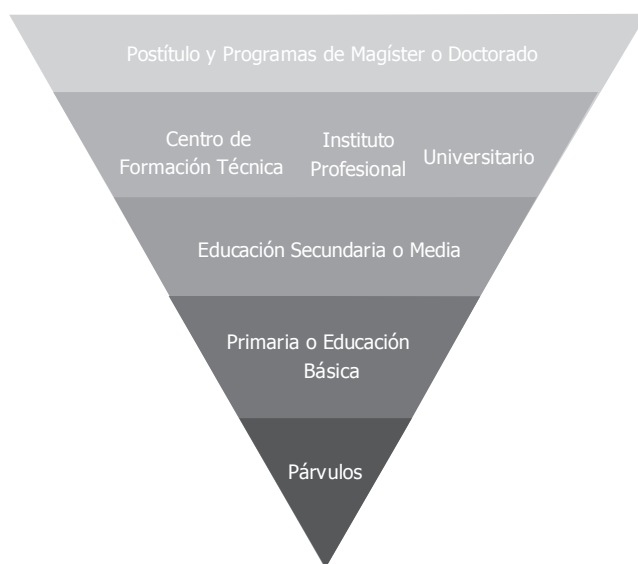 Postítulo y Programas de Magíster o Doctorado
Centro de
Formación Técnica
Instituto
Profesional
Universitario
Educación Secundaria o Media
Primaria o Educación
Básica
Párvulos